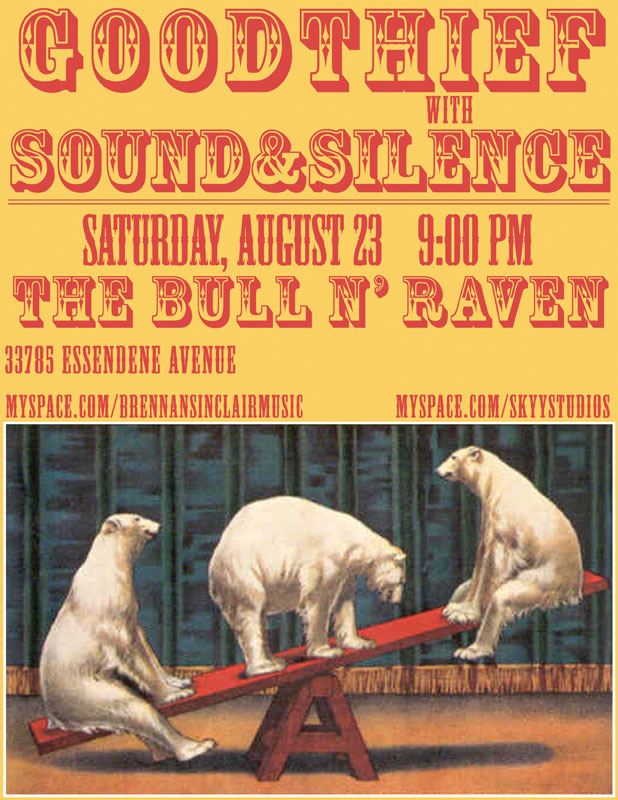 GOODTHIEF
WITH
SOUND&SILENCE
SATURDAY, AUGUST 23 9:00 PM
THE BULL N' RAVEN
33785 ESSENDENE AVENUE
MYSPACE.COM/BRENNANSINCLAIRMUSIC MYSPACE.COM/SKYYSTUDIOS